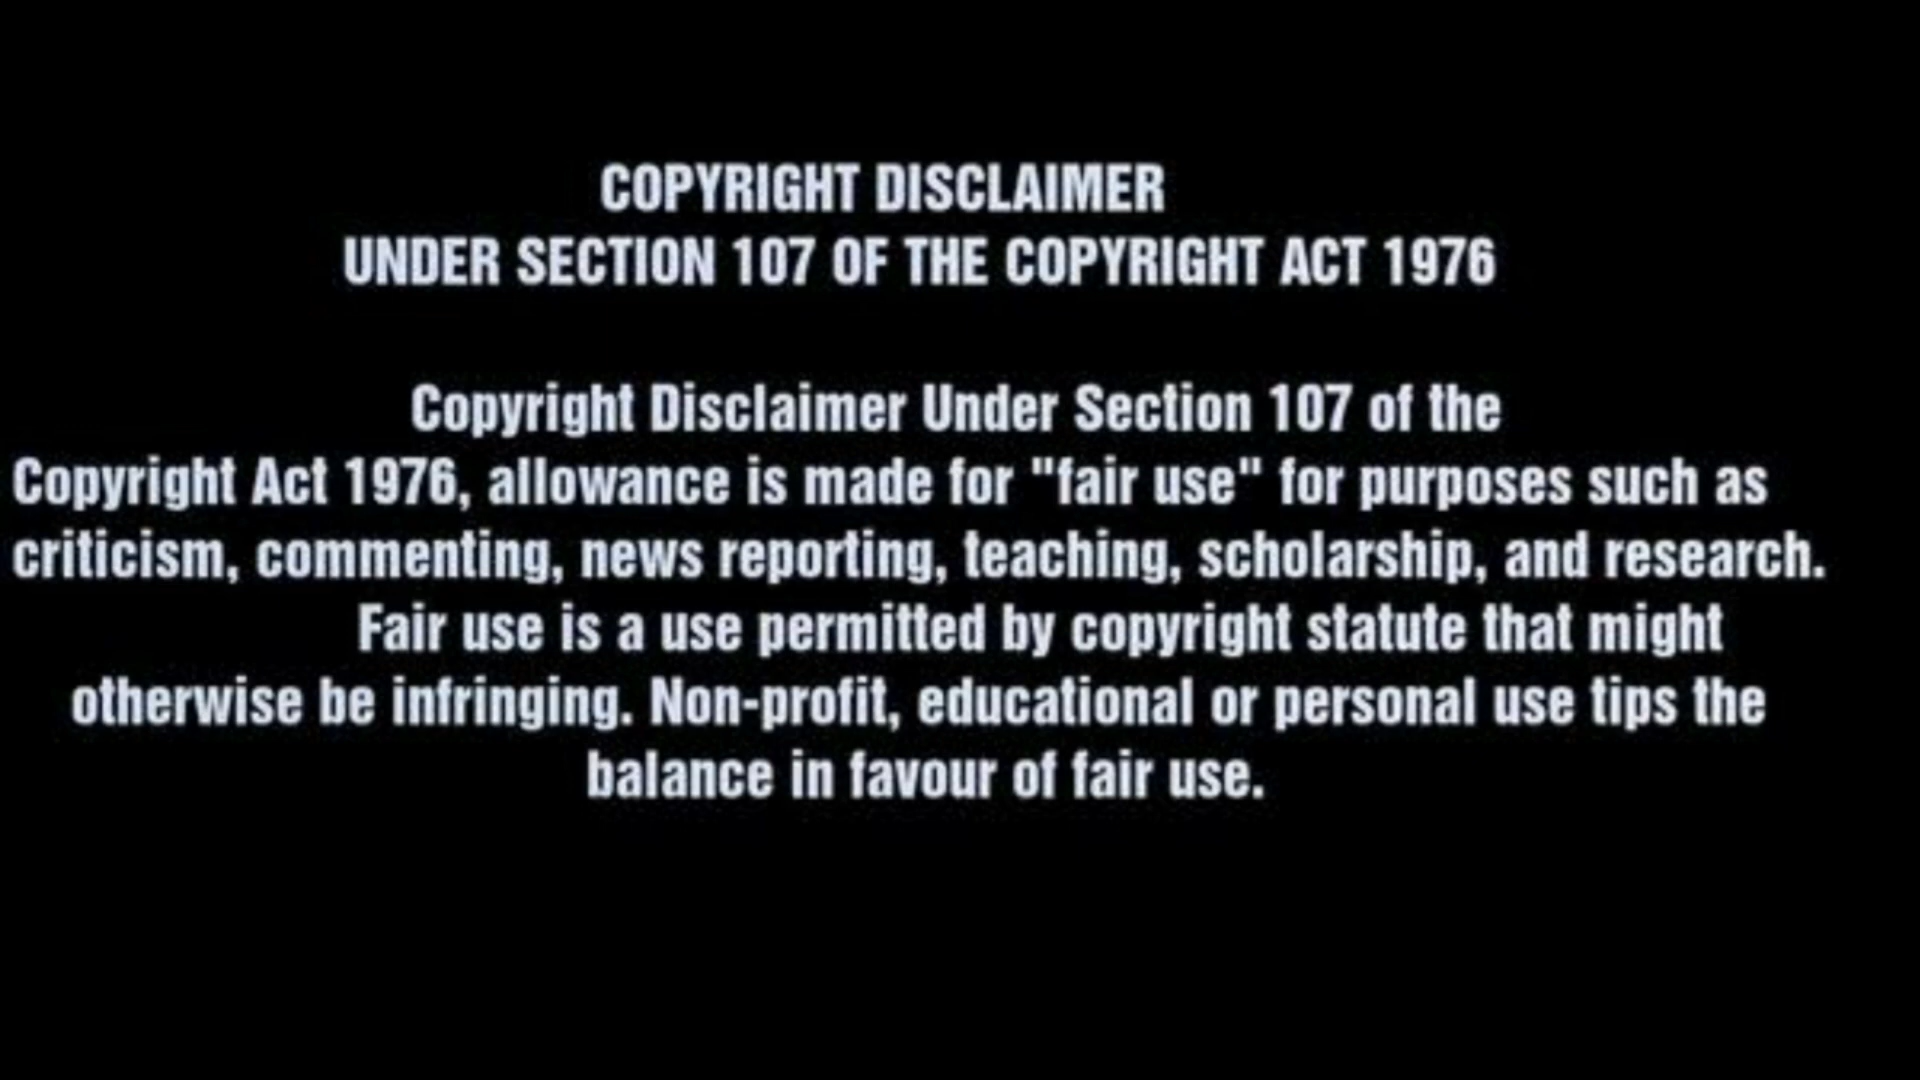 COPYRIGHT DISCLAIMER
UNDER SECTION 107 OF THE COPYRIGHT ACT 1976
Copyright Disclaimer Under Section 107 of the
Copyright Act 1976, allowance is made for "fair use" for purposes such as
criticism, commenting, news reporting, teaching, scholarship, and research.
Fair use is a use permitted by copyright statute that might
otherwise be infringing. Non-profit, educational or personal use tips the
balance in favour of fair use.